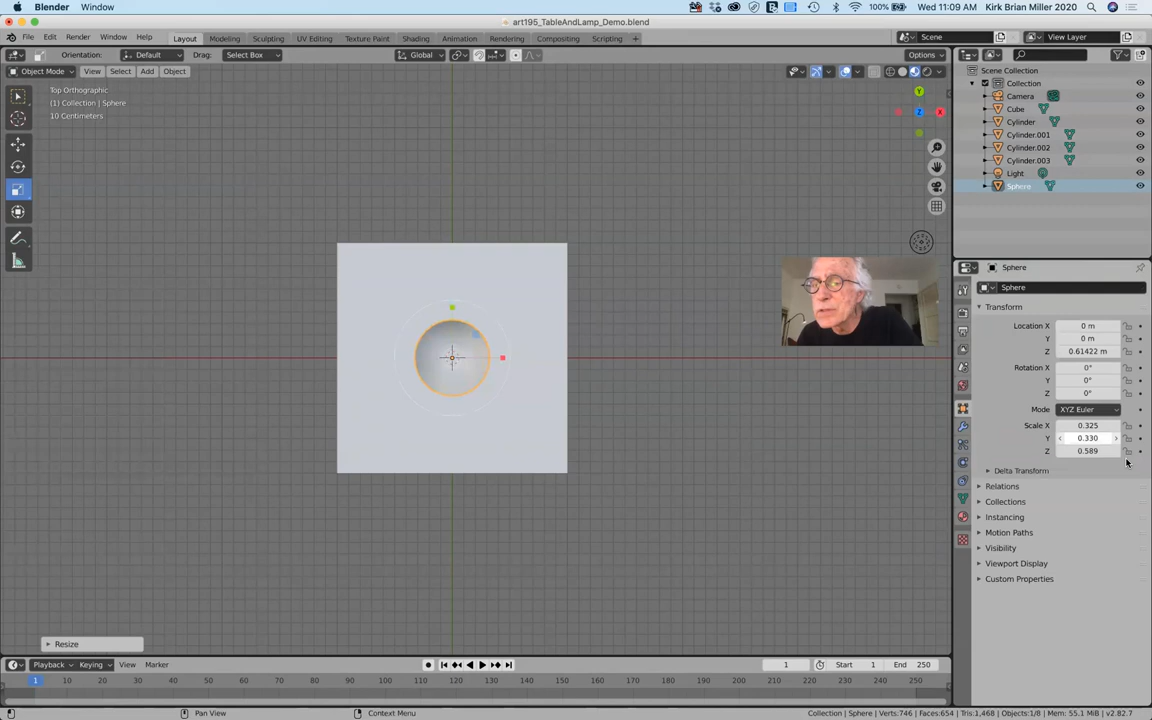 Blender Window 100% Wed 11:09 AM Kirk Brian Miller 2020
art195_TableAndLamp_Demo.blend
File Edit Render Window Help Layout Modeling Sculpting UV Editing Texture Paint Shading Animation Rendering Compositing Scripting + Scene View Layer
Orientation: Default Drag: Select Box Global Options
Object Mode View Select Add Object
Top Orthographic
(1) Collection | Sphere
10 Centimeters
Y
Z
X
Scene Collection
Collection
Camera
Cube
Cylinder
Cylinder.001
Cylinder.002
Cylinder.003
Light
Sphere
Sphere
Sphere
Transform
Location X 0 m
Y 0 m
Z 0.61422 m
Rotation X 0°
Y 0°
Z 0°
Mode XYZ Euler
Scale X 0.325
Y 0.330
Z 0.589
Delta Transform
Relations
Collections
Instancing
Motion Paths
Visibility
Viewport Display
Custom Properties
Resize
Playback Keying View Marker 1 Start 1 End 250
1 10 20 30 40 50 60 70 80 90 100 110 120 130 140 150 160 170 180 190 200 210 220 230 240 250
Select Pan View Context Menu Collection | Sphere | Verts:746 | Faces:654 | Tris:1,468 | Objects:1/8 | Mem: 55.1 MiB | v2.82.7